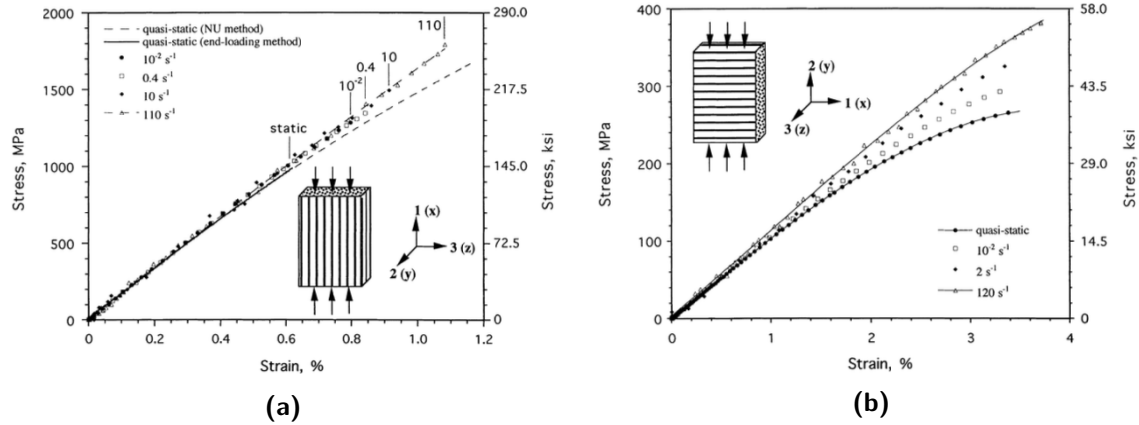 2000
1800
1500
1000
500
0
Stress, MPa
0
0.2
0.4
0.6
0.8
1.0
1.2
Strain, %
290.0
217.5
145.0
72.5
0
Stress, ksi
quasi-static (NU method)
quasi-static (end-loading method)
10⁻² s⁻¹
0.4 s⁻¹
10 s⁻¹
110 s⁻¹
static
10⁻²
0.4
10
110
1 (x)
3 (z)
2 (y)
(a)
400
300
200
100
0
Stress, MPa
0
1
2
3
4
Strain, %
58.0
43.5
29.0
14.5
0
Stress, ksi
2 (y)
1 (x)
3 (z)
quasi-static
10⁻² s⁻¹
2 s⁻¹
120 s⁻¹
(b)